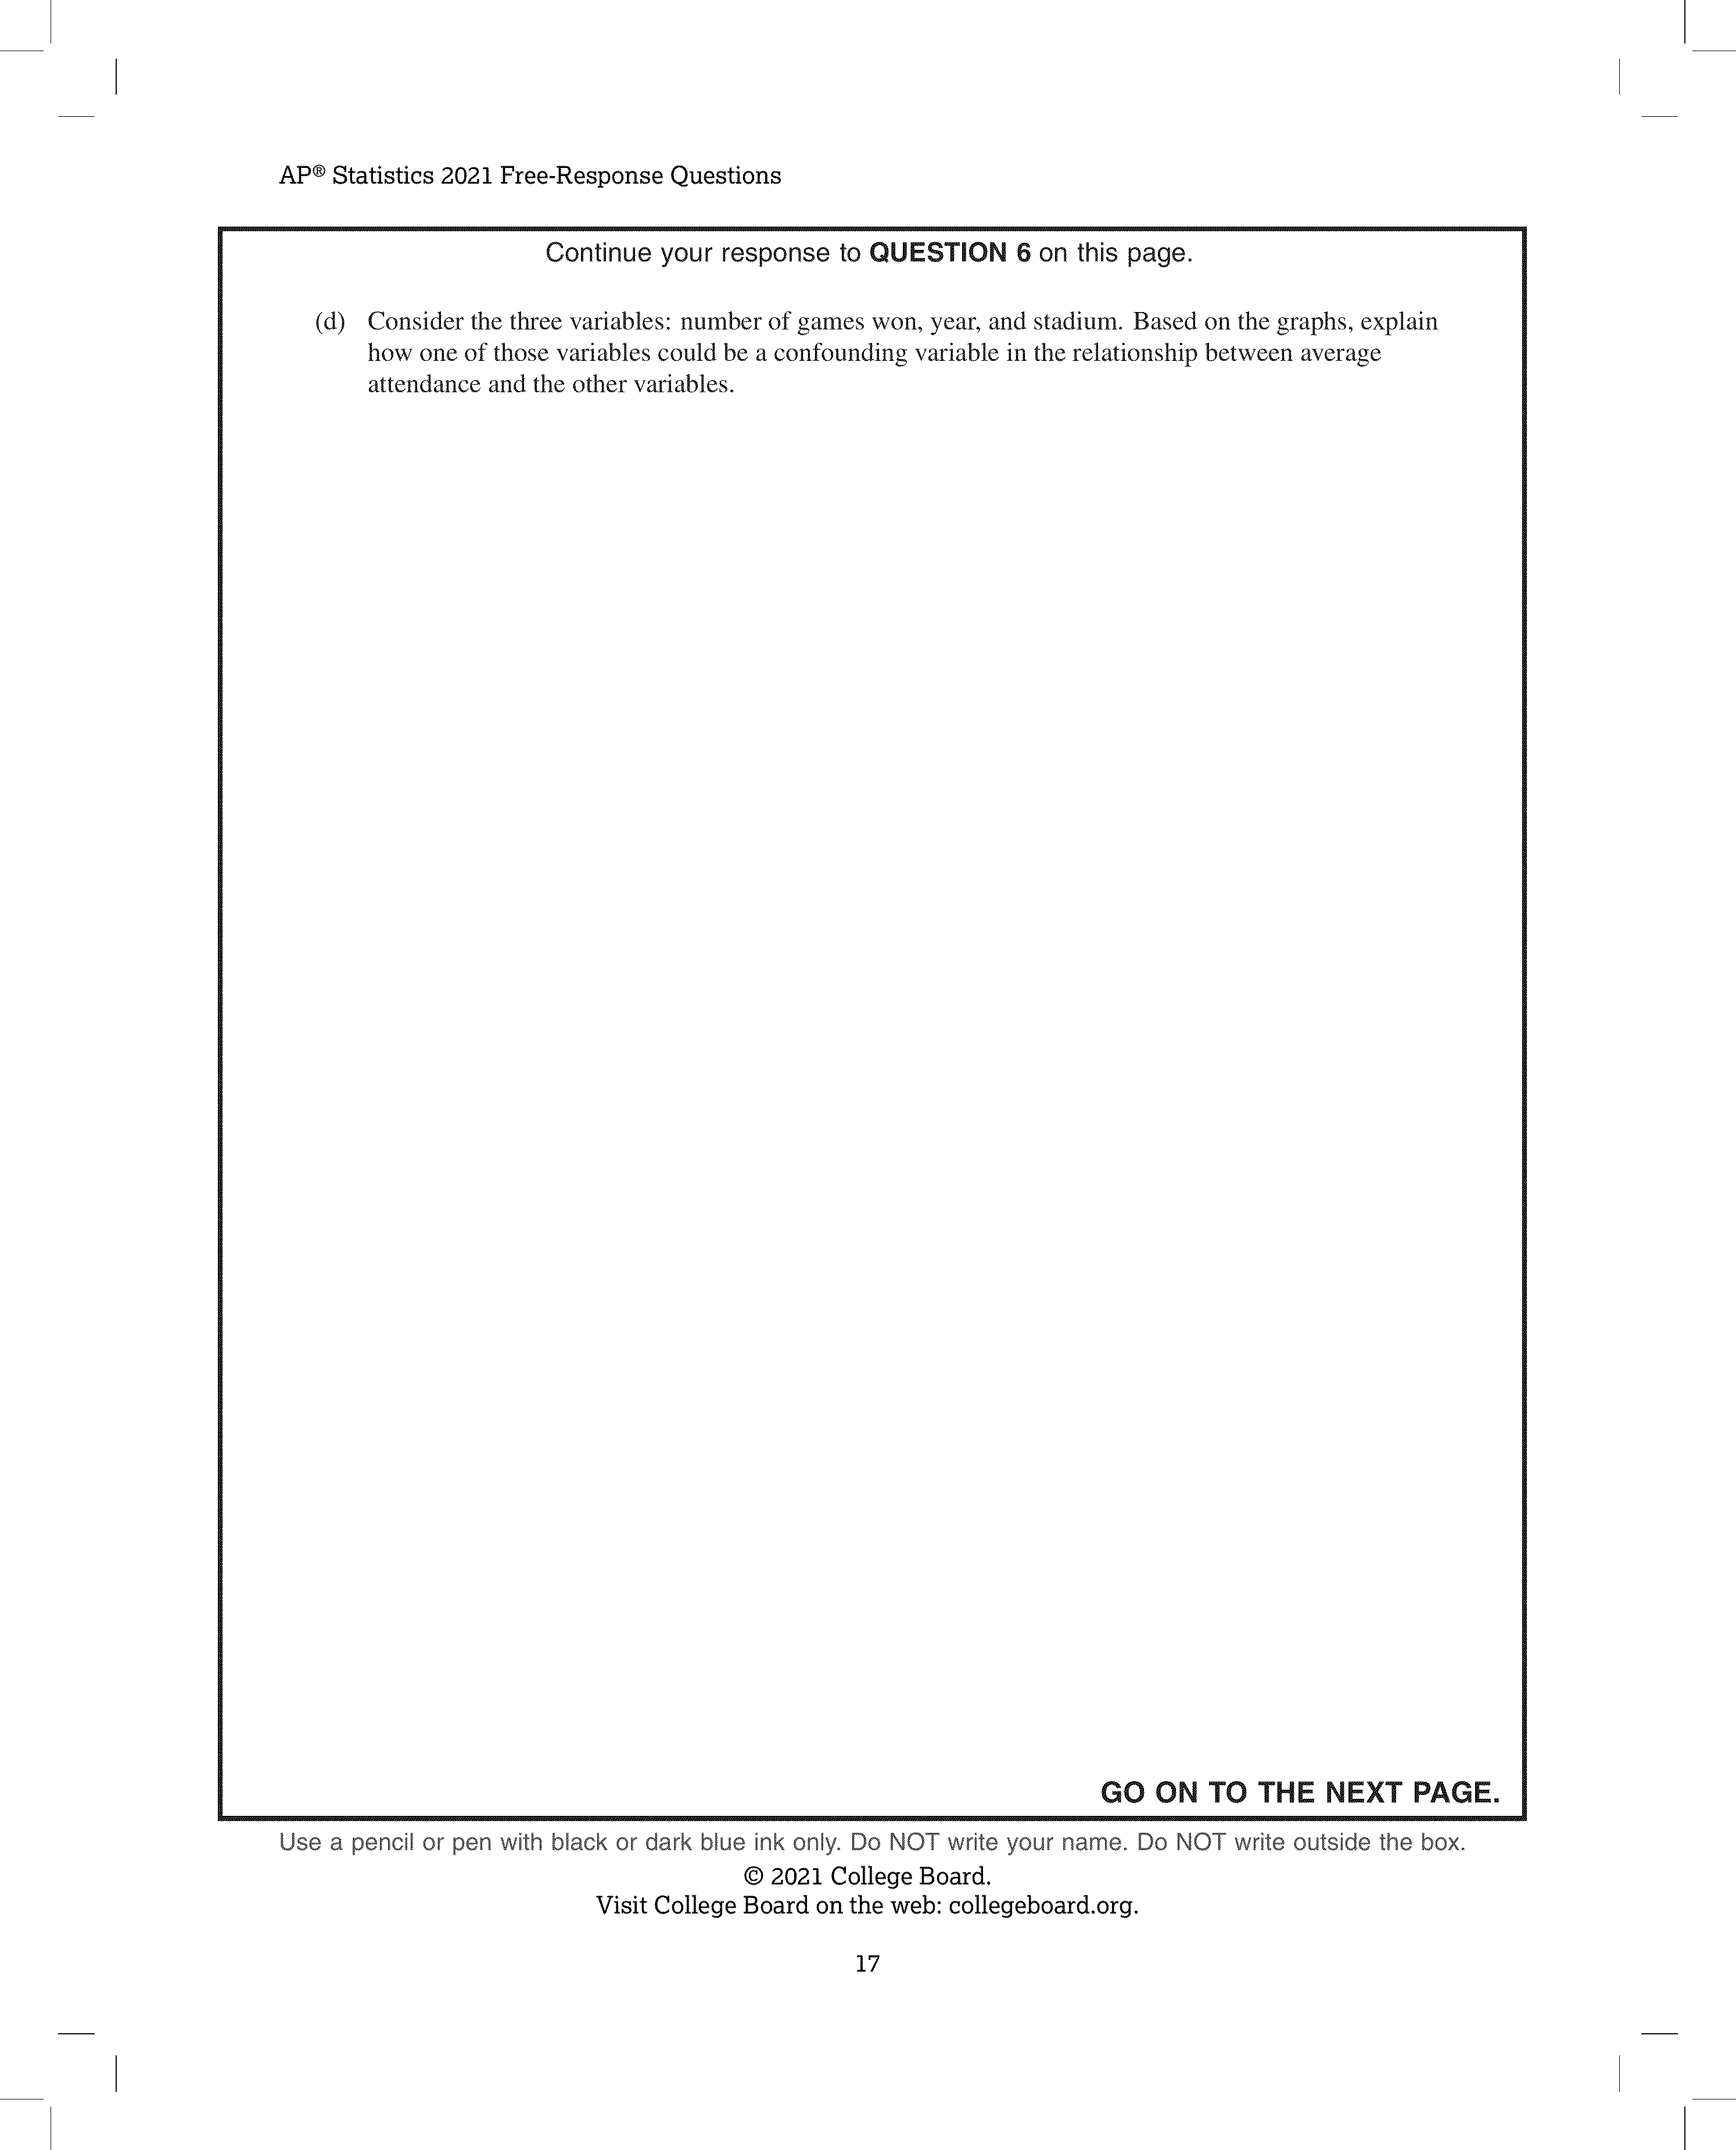 AP® Statistics 2021 Free-Response Questions
Continue your response to QUESTION 6 on this page.
(d) Consider the three variables: number of games won, year, and stadium. Based on the graphs, explain
how one of those variables could be a confounding variable in the relationship between average
attendance and the other variables.
GO ON TO THE NEXT PAGE.
Use a pencil or pen with black or dark blue ink only. Do NOT write your name. Do NOT write outside the box.
© 2021 College Board.
Visit College Board on the web: collegeboard.org.
17